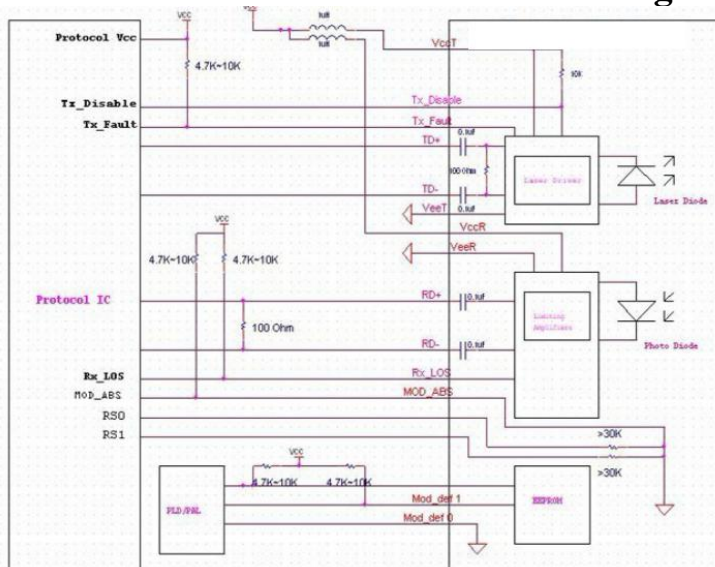 VCC
Protocol Vcc
1uH
1uH
VccT
4.7K~10K
10K
Tx_Disable
Tx_Disable
Tx_Fault
Tx_Fault
TD+
0.1uf
100 Ohm
Laser Driver
TD-
0.1uf
Laser Diode
VeeT
VccR
VCC
VeeR
4.7K~10K
4.7K~10K
Protocol IC
RD+
0.1uf
100 Ohm
Limiting
Amplifiers
RD-
0.1uf
Photo Diode
Rx_LOS
Rx_LOS
MOD_ABS
MOD_ABS
RS0
RS1
>30K
>30K
VCC
4.7K~10K
4.7K~10K
PLD/PAL
Mod_def 1
EEPROM
Mod_def 0